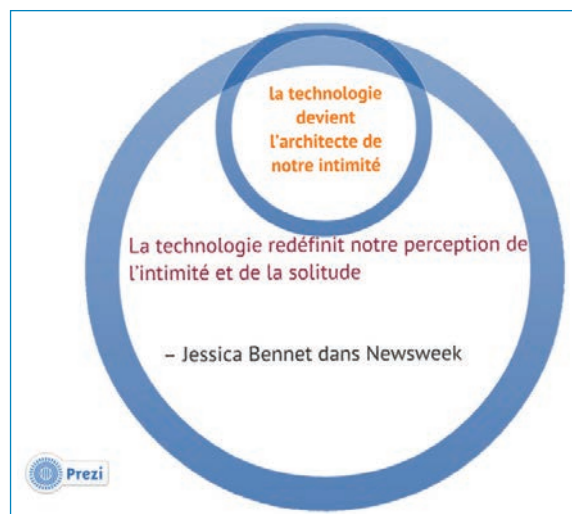 la technologie
devient
l'architecte de
notre intimité
La technologie redéfinit notre perception de
l'intimité et de la solitude
– Jessica Bennet dans Newsweek
Prezi